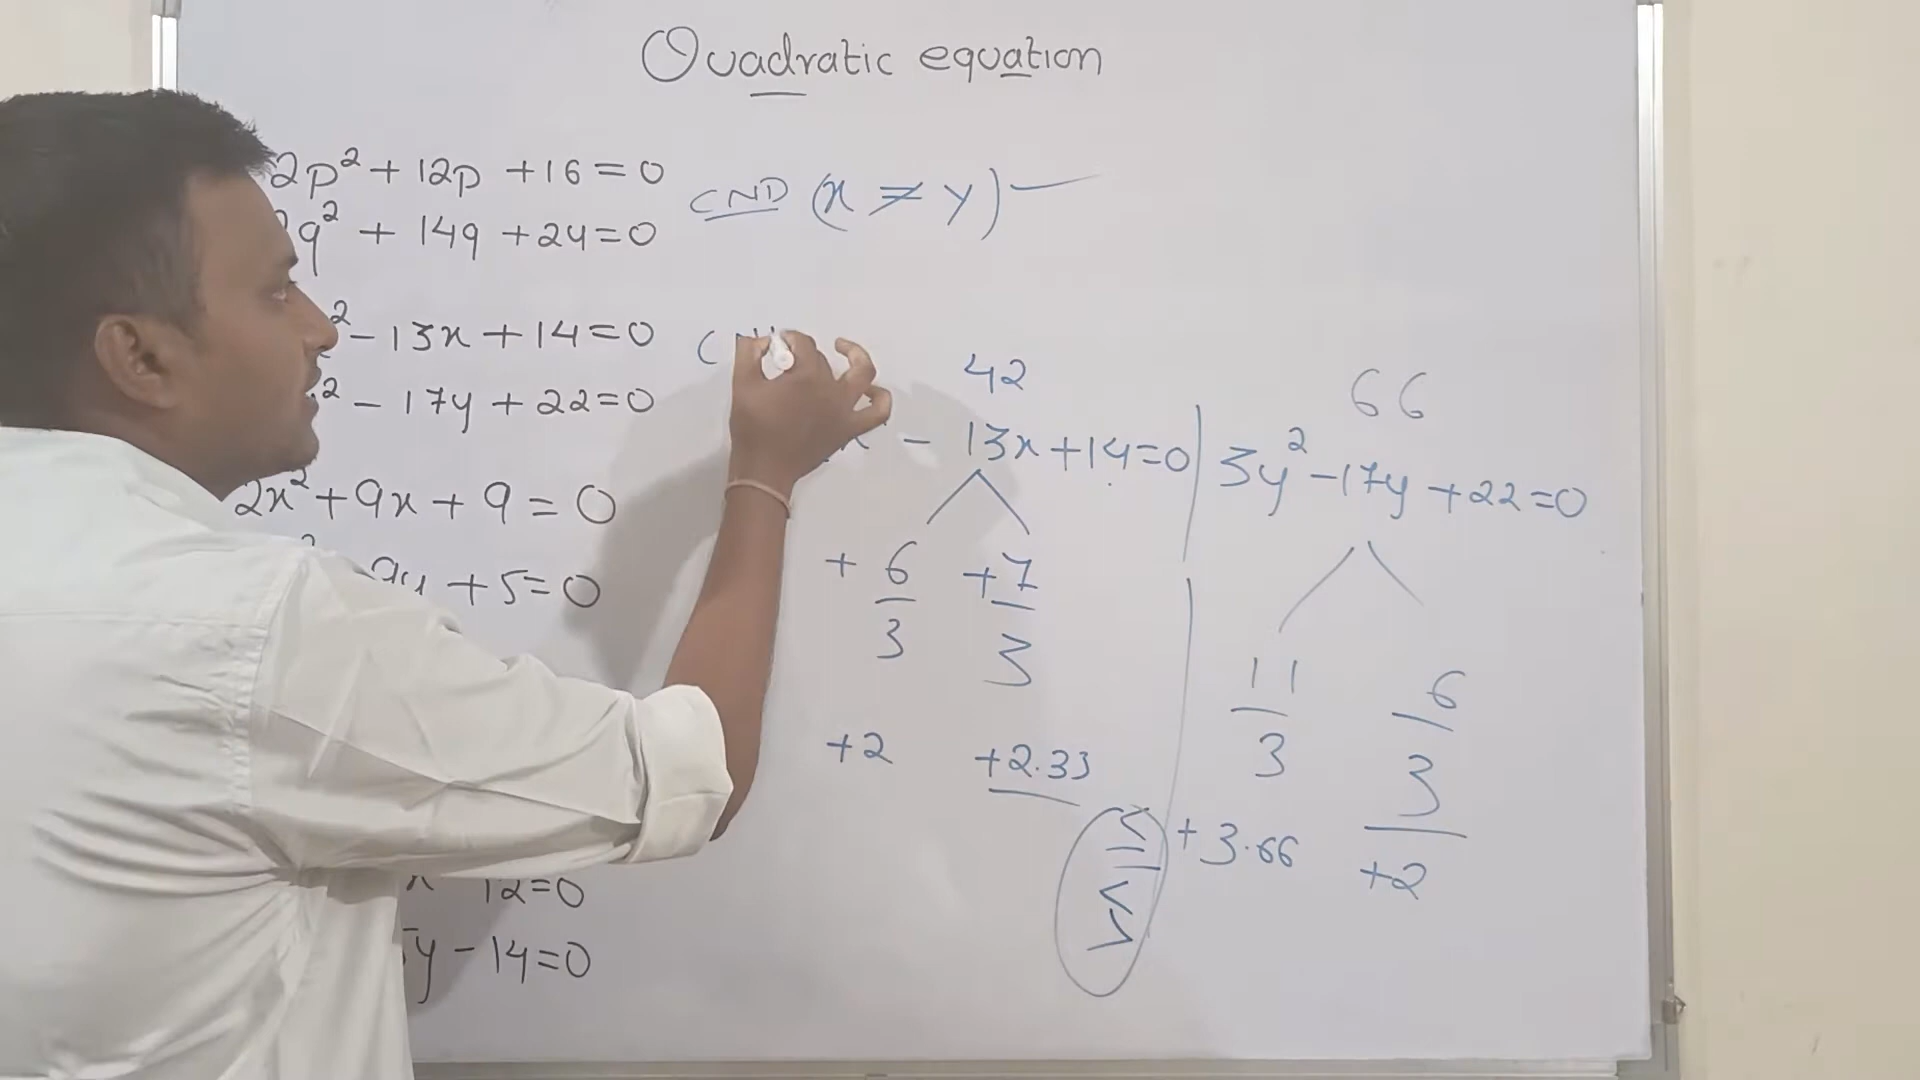 Quadratic equation
2p² + 12p + 16 = 0
q² + 14q + 24 = 0
CND (x ≠ y)
² - 13x + 14 = 0
² - 17y + 22 = 0
2x² + 9x + 9 = 0
9y + 5 = 0
12 = 0
y - 14 = 0
42
- 13x + 14 = 0
+ 6/3 + 7/3
+2 +2.33
66
3y² - 17y + 22 = 0
11/3 6/3
+3.66 +2